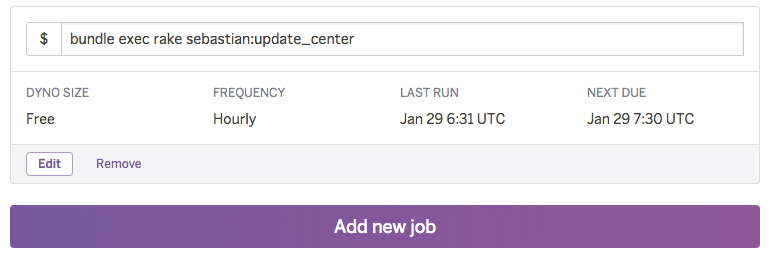 $ bundle exec rake sebastian:update_center
DYNO SIZE FREQUENCY LAST RUN NEXT DUE
Free Hourly Jan 29 6:31 UTC Jan 29 7:30 UTC
Edit Remove
Add new job